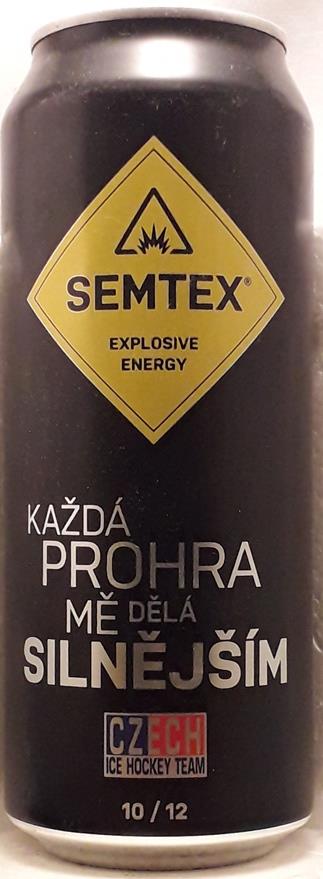 SEMTEX®
EXPLOSIVE
ENERGY
KAŽDÁ
PROHRA
MĚ DĚLÁ
SILNĚJŠÍM
CZECH
ICE HOCKEY TEAM
10 / 12